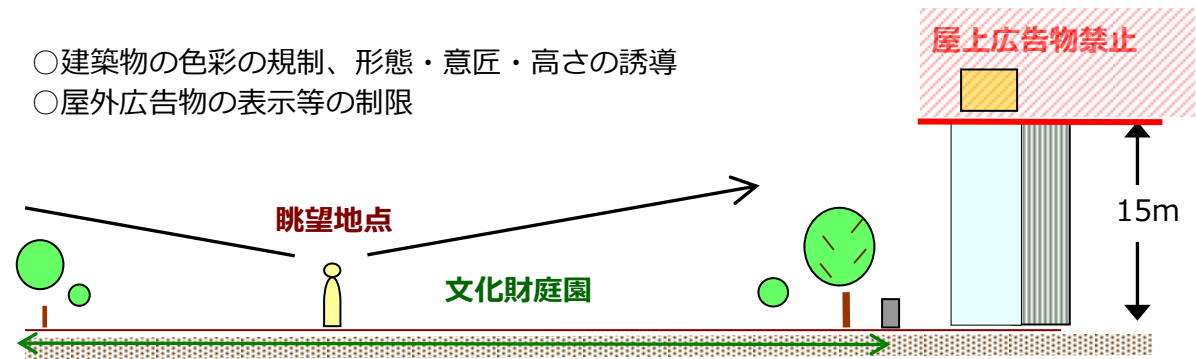 ○建築物の色彩の規制、形態・意匠・高さの誘導
○屋外広告物の表示等の制限
屋上広告物禁止
眺望地点
15m
文化財庭園